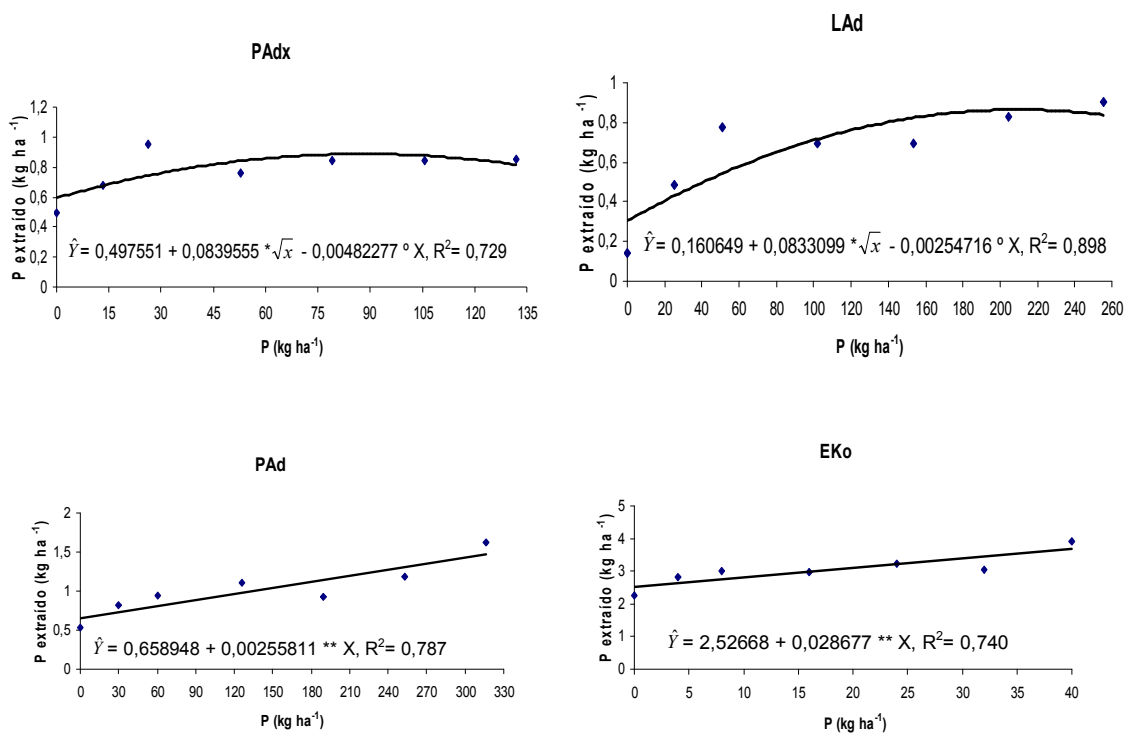 PAdx
P extraído (kg ha ⁻¹)
1,2
1
0,8
0,6
0,4
0,2
0
Ŷ = 0,497551 + 0,0839555 *√x - 0,00482277 º X, R²= 0,729
0 15 30 45 60 75 90 105 120 135
P (kg ha⁻¹)
LAd
P extraído (kg ha ⁻¹)
1
0,8
0,6
0,4
0,2
0
Ŷ = 0,160649 + 0,0833099 *√x - 0,00254716 º X, R²= 0,898
0 20 40 60 80 100 120 140 160 180 200 220 240 260
P (kg ha⁻¹)
PAd
P extraído (kg ha ⁻¹)
2
1,5
1
0,5
0
Ŷ = 0,658948 + 0,00255811 ** X, R²= 0,787
0 30 60 90 120 150 180 210 240 270 300 330
P (kg ha⁻¹)
EKo
P extraído (kg ha ⁻¹)
5
4
3
2
1
0
Ŷ = 2,52668 + 0,028677 ** X, R²= 0,740
0 5 10 15 20 25 30 35 40
P (kg ha⁻¹)